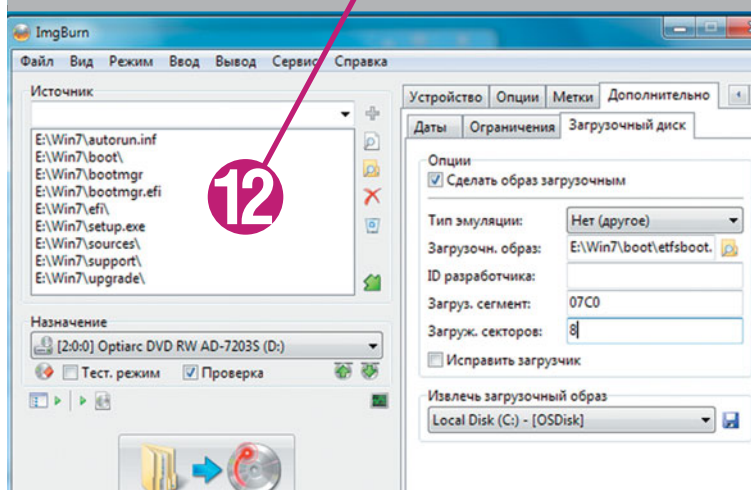 ImgBurn
Файл Вид Режим Ввод Вывод Сервис Справка
Источник
E:\Win7\autorun.inf
E:\Win7\boot\
E:\Win7\bootmgr
E:\Win7\bootmgr.efi
E:\Win7\efi\
E:\Win7\setup.exe
E:\Win7\sources\
E:\Win7\support\
E:\Win7\upgrade\
12
Назначение
[2:0:0] Optiarc DVD RW AD-7203S (D:)
Тест. режим Проверка
Устройство Опции Метки Дополнительно
Даты Ограничения Загрузочный диск
Опции
Сделать образ загрузочным
Тип эмуляции: Нет (другое)
Загрузочн. образ: E:\Win7\boot\etfsboot.
ID разработчика:
Загруз. сегмент: 07C0
Загруж. секторов: 8
Исправить загрузчик
Извлечь загрузочный образ
Local Disk (C:) - [OSDisk]